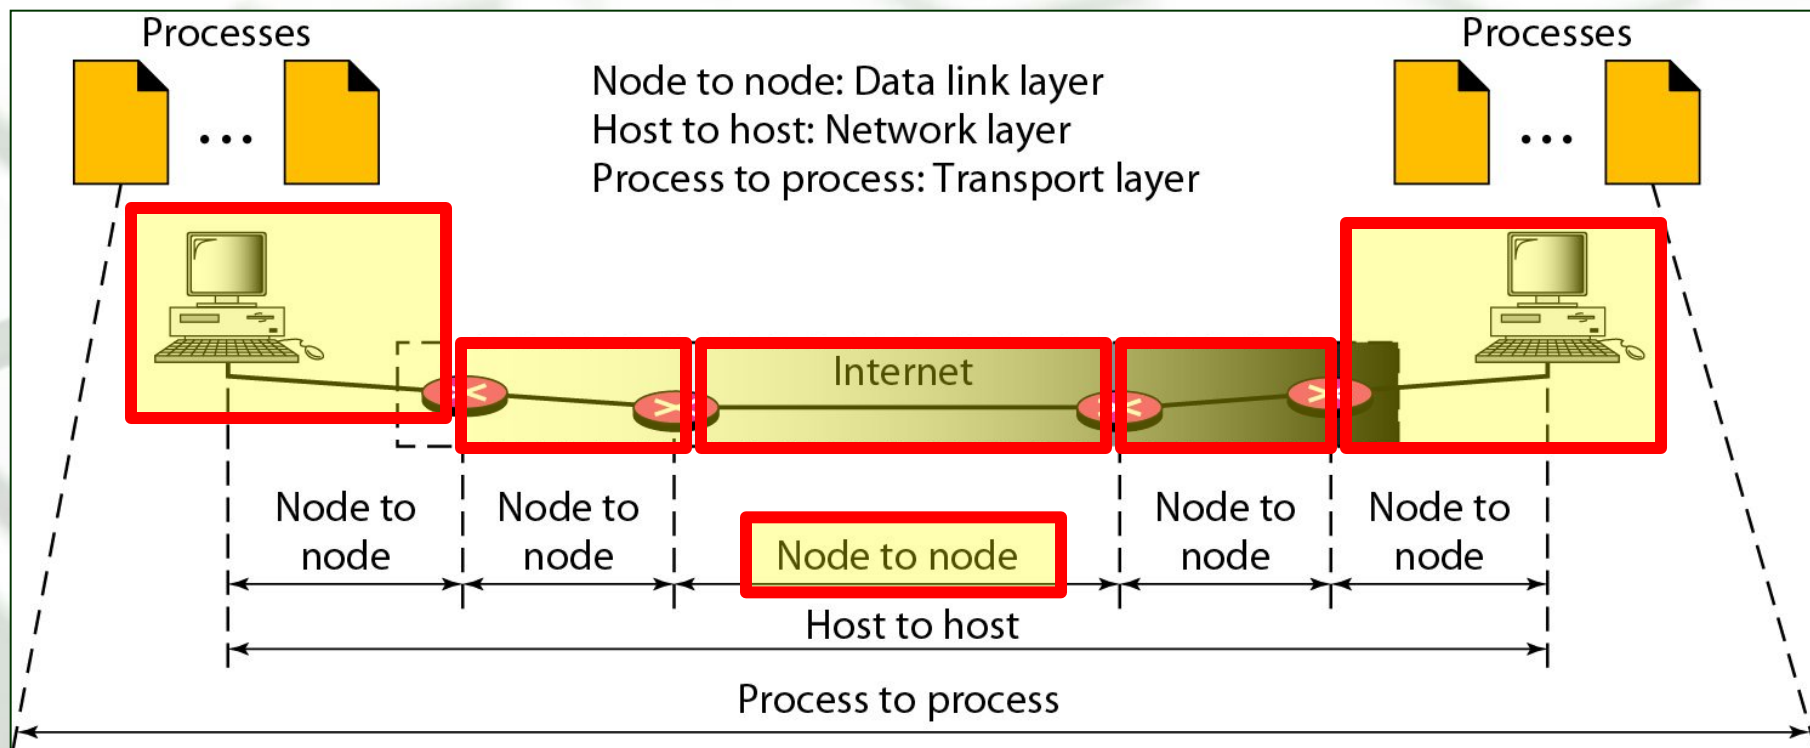 Processes
Processes
Node to node: Data link layer
Host to host: Network layer
Process to process: Transport layer
...
...
Internet
Node to
node
Node to
node
Node to node
Node to
node
Node to
node
Host to host
Process to process